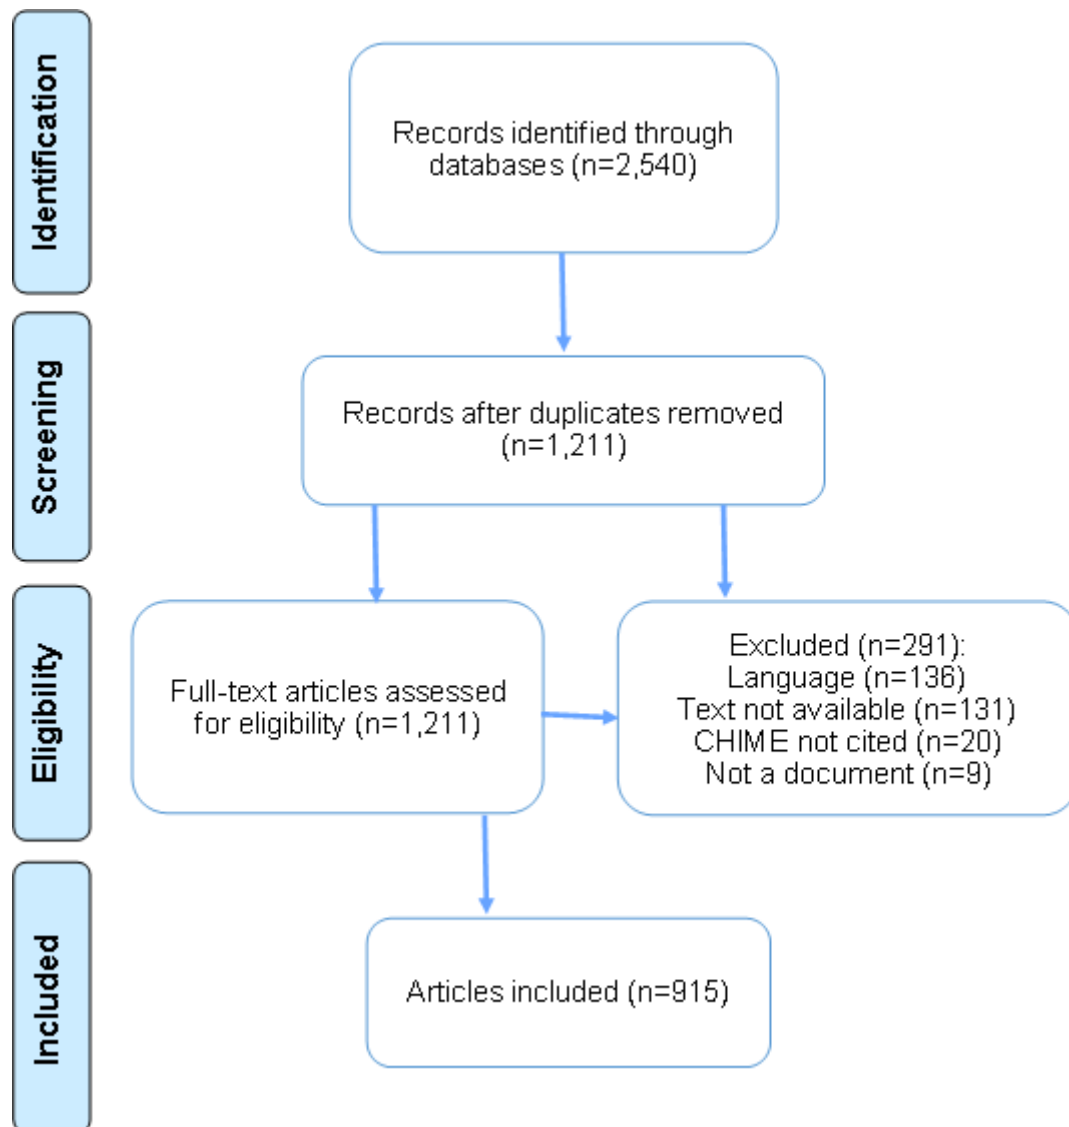 Identification
Records identified through
databases (n=2,540)
Screening
Records after duplicates removed
(n=1,211)
Eligibility
Full-text articles assessed
for eligibility (n=1,211)
Excluded (n=291):
Language (n=136)
Text not available (n=131)
CHIME not cited (n=20)
Not a document (n=9)
Included
Articles included (n=915)